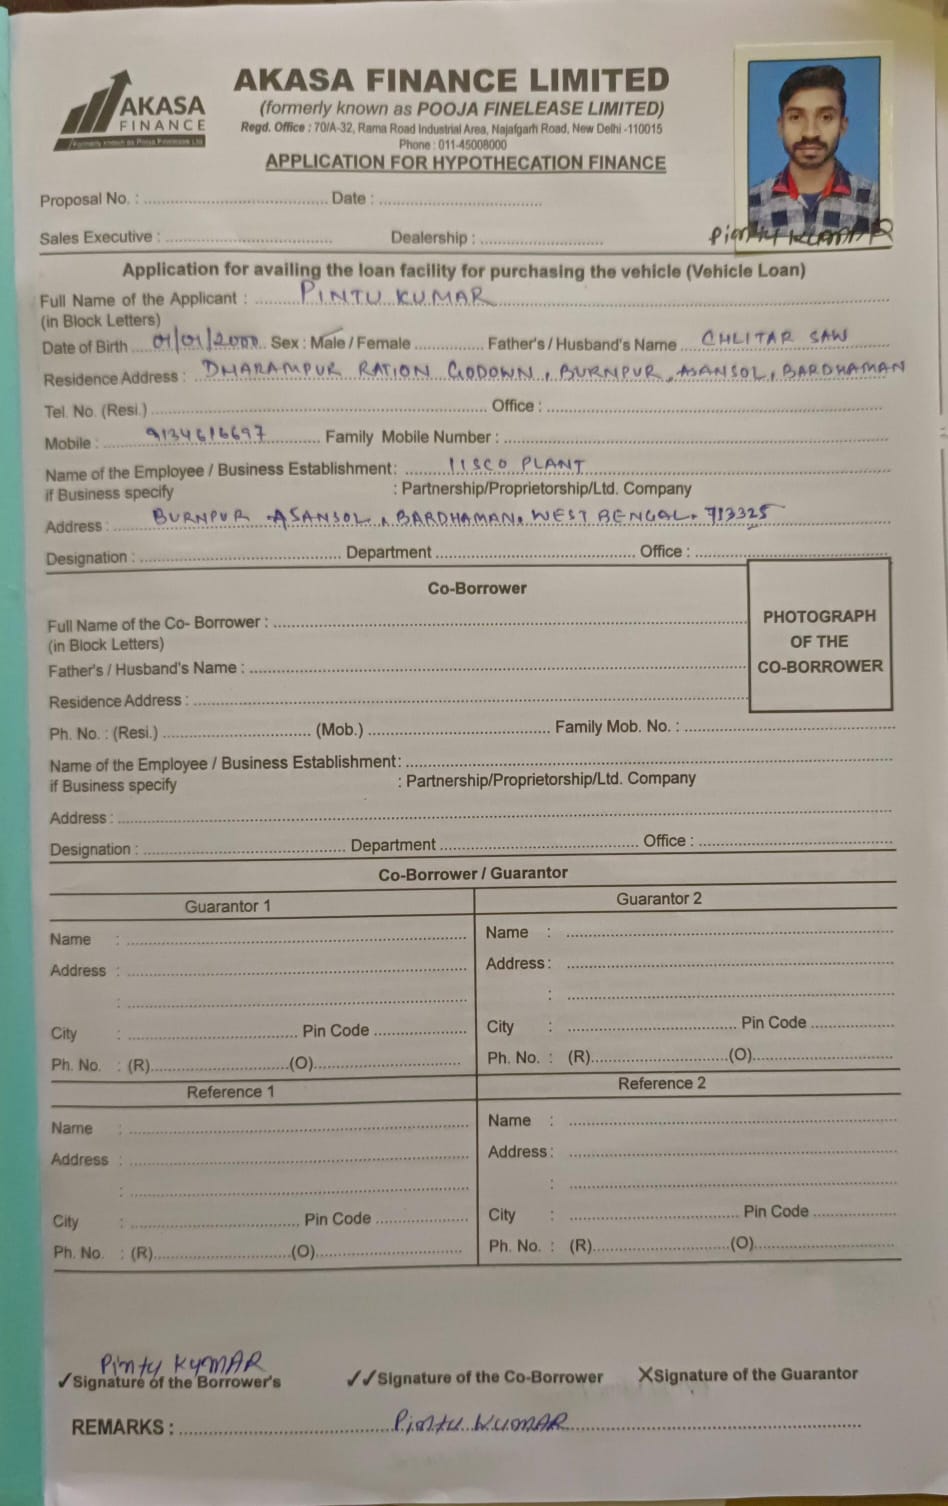 AKASA FINANCE LIMITED
(formerly known as POOJA FINELEASE LIMITED)
AKASA
FINANCE
Formerly known as Pooja Finelease Ltd.
Regd. Office : 70/A-32, Rama Road Industrial Area, Najafgarh Road, New Delhi -110015
Phone : 011-45008000
APPLICATION FOR HYPOTHECATION FINANCE
Proposal No. : Date :
Sales Executive : Dealership :
Pintu KUMAR
Application for availing the loan facility for purchasing the vehicle (Vehicle Loan)
Full Name of the Applicant : PINTU KUMAR
(in Block Letters)
Date of Birth 01/01/2000 Sex : Male / Female Father's / Husband's Name CHLITAR SAW
Residence Address : DHARAMPUR RATION GODOWN, BURNPUR, ASANSOL, BARDHAMAN
Tel. No. (Resi.) Office :
Mobile : 9134616697 Family Mobile Number :
Name of the Employee / Business Establishment : IISCO PLANT
if Business specify : Partnership/Proprietorship/Ltd. Company
Address : BURNPUR ASANSOL, BARDHAMAN, WEST BENGAL. 713325
Designation : Department Office :
Co-Borrower
PHOTOGRAPH
OF THE
CO-BORROWER
Full Name of the Co- Borrower :
(in Block Letters)
Father's / Husband's Name :
Residence Address :
Ph. No. : (Resi.) (Mob.) Family Mob. No. :
Name of the Employee / Business Establishment :
if Business specify : Partnership/Proprietorship/Ltd. Company
Address :
Designation : Department Office :
Co-Borrower / Guarantor
Guarantor 1 Guarantor 2
Name : Name :
Address : Address :
: :
City : Pin Code City : Pin Code
Ph. No. : (R) (O) Ph. No. : (R) (O)
Reference 1 Reference 2
Name : Name :
Address : Address :
: :
City : Pin Code City : Pin Code
Ph. No. : (R) (O) Ph. No. : (R) (O)
Pintu KUMAR
✓Signature of the Borrower's ✓✓Signature of the Co-Borrower ✕Signature of the Guarantor
REMARKS : Pintu KUMAR